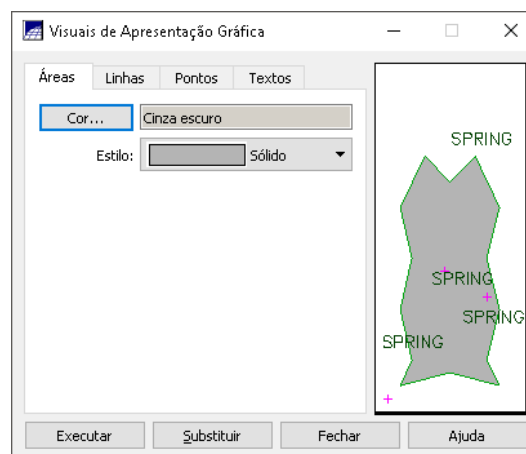 Visuais de Apresentação Gráfica
Áreas Linhas Pontos Textos
Cor... Cinza escuro
Estilo: Sólido
SPRING
SPRING
SPRING
SPRING
Executar Substituir Fechar Ajuda